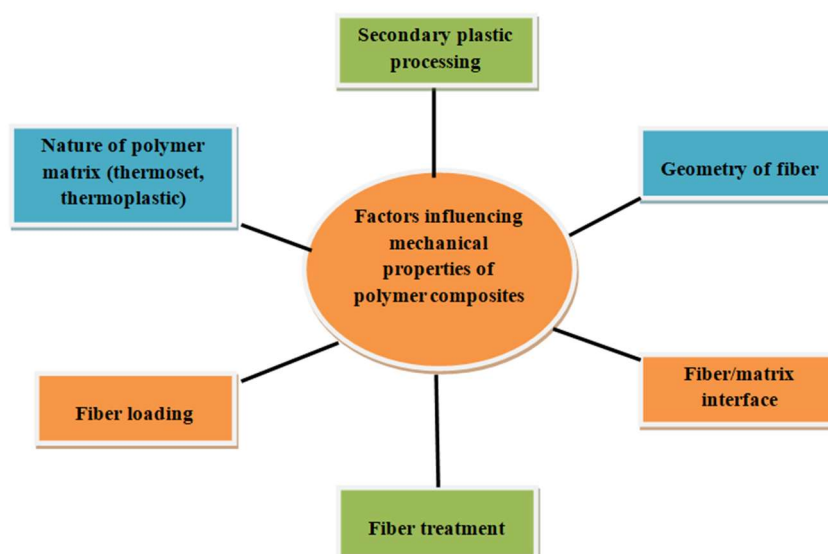 Secondary plastic
processing
Nature of polymer
matrix (thermoset,
thermoplastic)
Geometry of fiber
Factors influencing
mechanical
properties of
polymer composites
Fiber loading
Fiber/matrix
interface
Fiber treatment